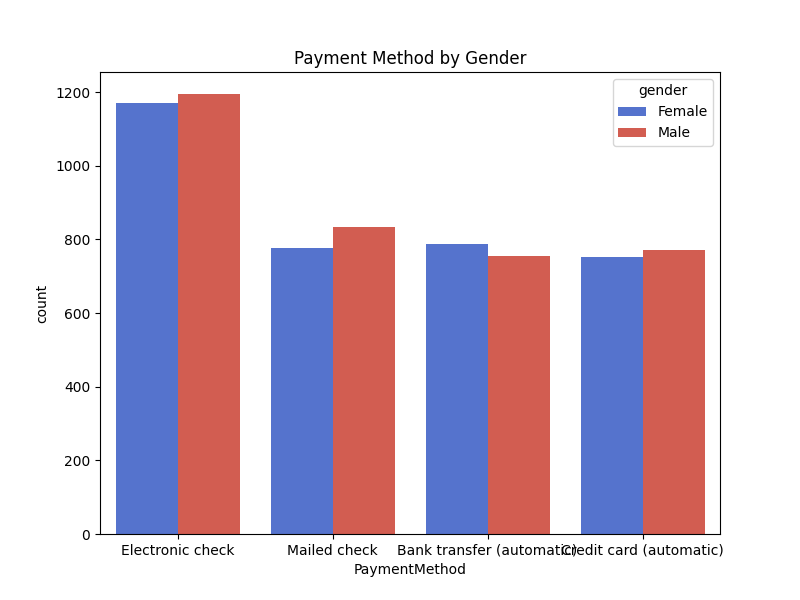 Payment Method by Gender
gender
Female
Male
1200
1000
800
600
400
200
0
count
Electronic check
Mailed check
Bank transfer (automatic)
Credit card (automatic)
PaymentMethod